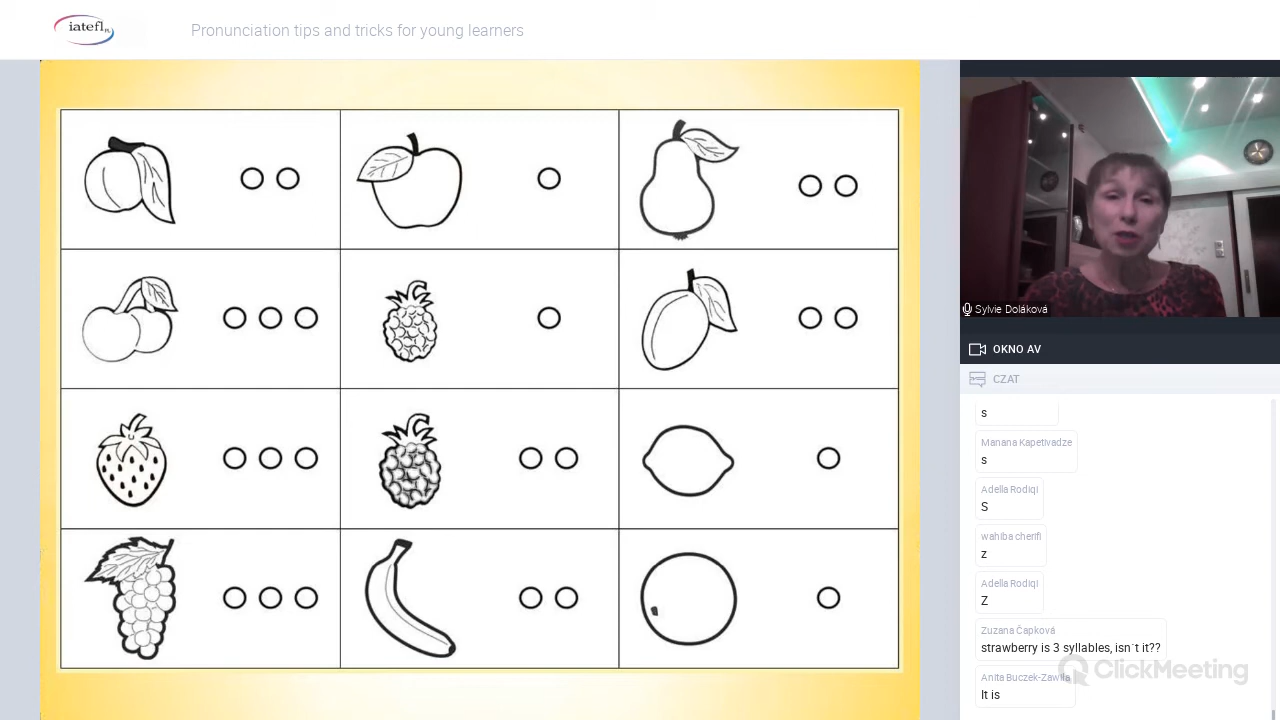 iatefl PL
Pronunciation tips and tricks for young learners
Sylvie Doláková
OKNO AV
CZAT
s
Manana Kapetivadze
s
Adella Rodiqi
S
wahiba cherifi
z
Adella Rodiqi
Z
Zuzana Čapková
strawberry is 3 syllables, isn`t it??
Anita Buczek-Zawiła
It is
ClickMeeting